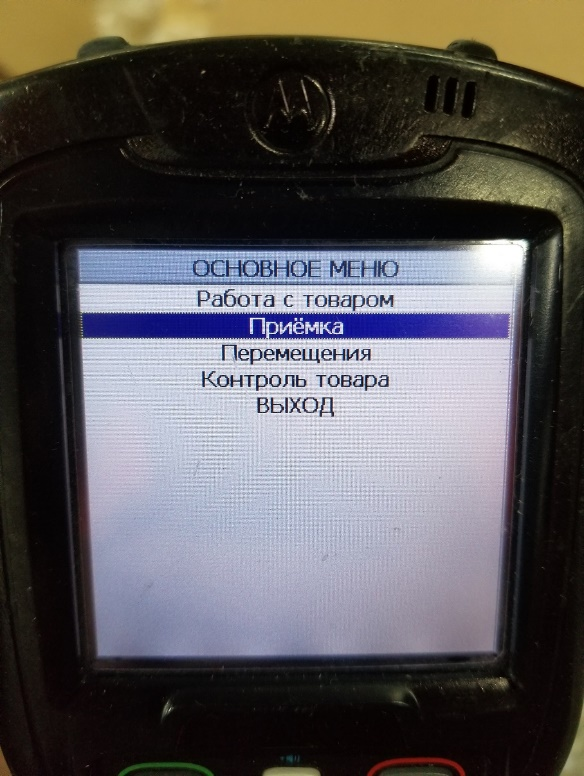 ОСНОВНОЕ МЕНЮ
Работа с товаром
Приёмка
Перемещения
Контроль товара
ВЫХОД